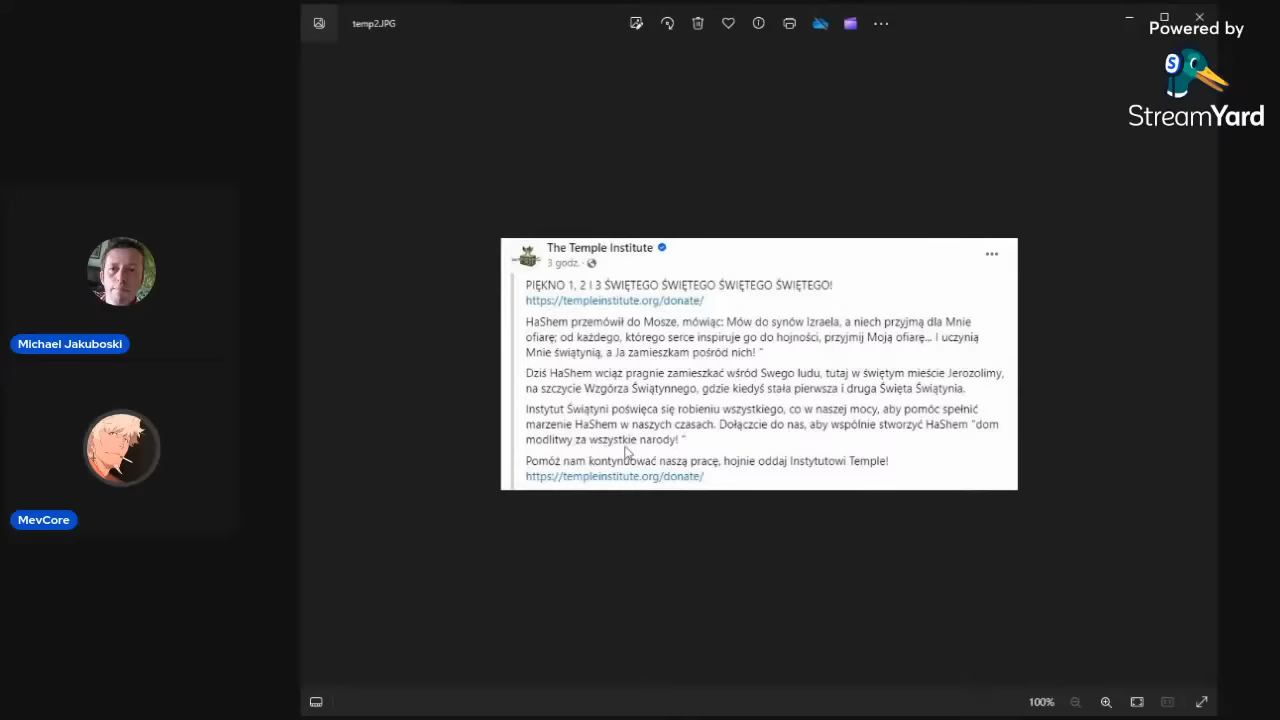 temp2.JPG
Powered by
StreamYard
The Temple Institute
3 godz.
PIĘKNO 1, 2 I 3 ŚWIĘTEGO ŚWIĘTEGO ŚWIĘTEGO ŚWIĘTEGO!
https://templeinstitute.org/donate/
HaShem przemówił do Mosze, mówiąc: Mów do synów Izraela, a niech przyjmą dla Mnie
ofiarę; od każdego, którego serce inspiruje go do hojności, przyjmij Moją ofiarę... I uczynią
Mnie świątynią, a Ja zamieszkam pośród nich! "
Dziś HaShem wciąż pragnie zamieszkać wśród Swego ludu, tutaj w świętym mieście Jerozolimy,
na szczycie Wzgórza Świątynnego, gdzie kiedyś stała pierwsza i druga Święta Świątynia.
Instytut Świątyni poświęca się robieniu wszystkiego, co w naszej mocy, aby pomóc spełnić
marzenie HaShem w naszych czasach. Dołączcie do nas, aby wspólnie stworzyć HaShem "dom
modlitwy za wszystkie narody! "
Pomóż nam kontynuować naszą pracę, hojnie oddaj Instytutowi Temple!
https://templeinstitute.org/donate/
Michael Jakuboski
MevCore
100%